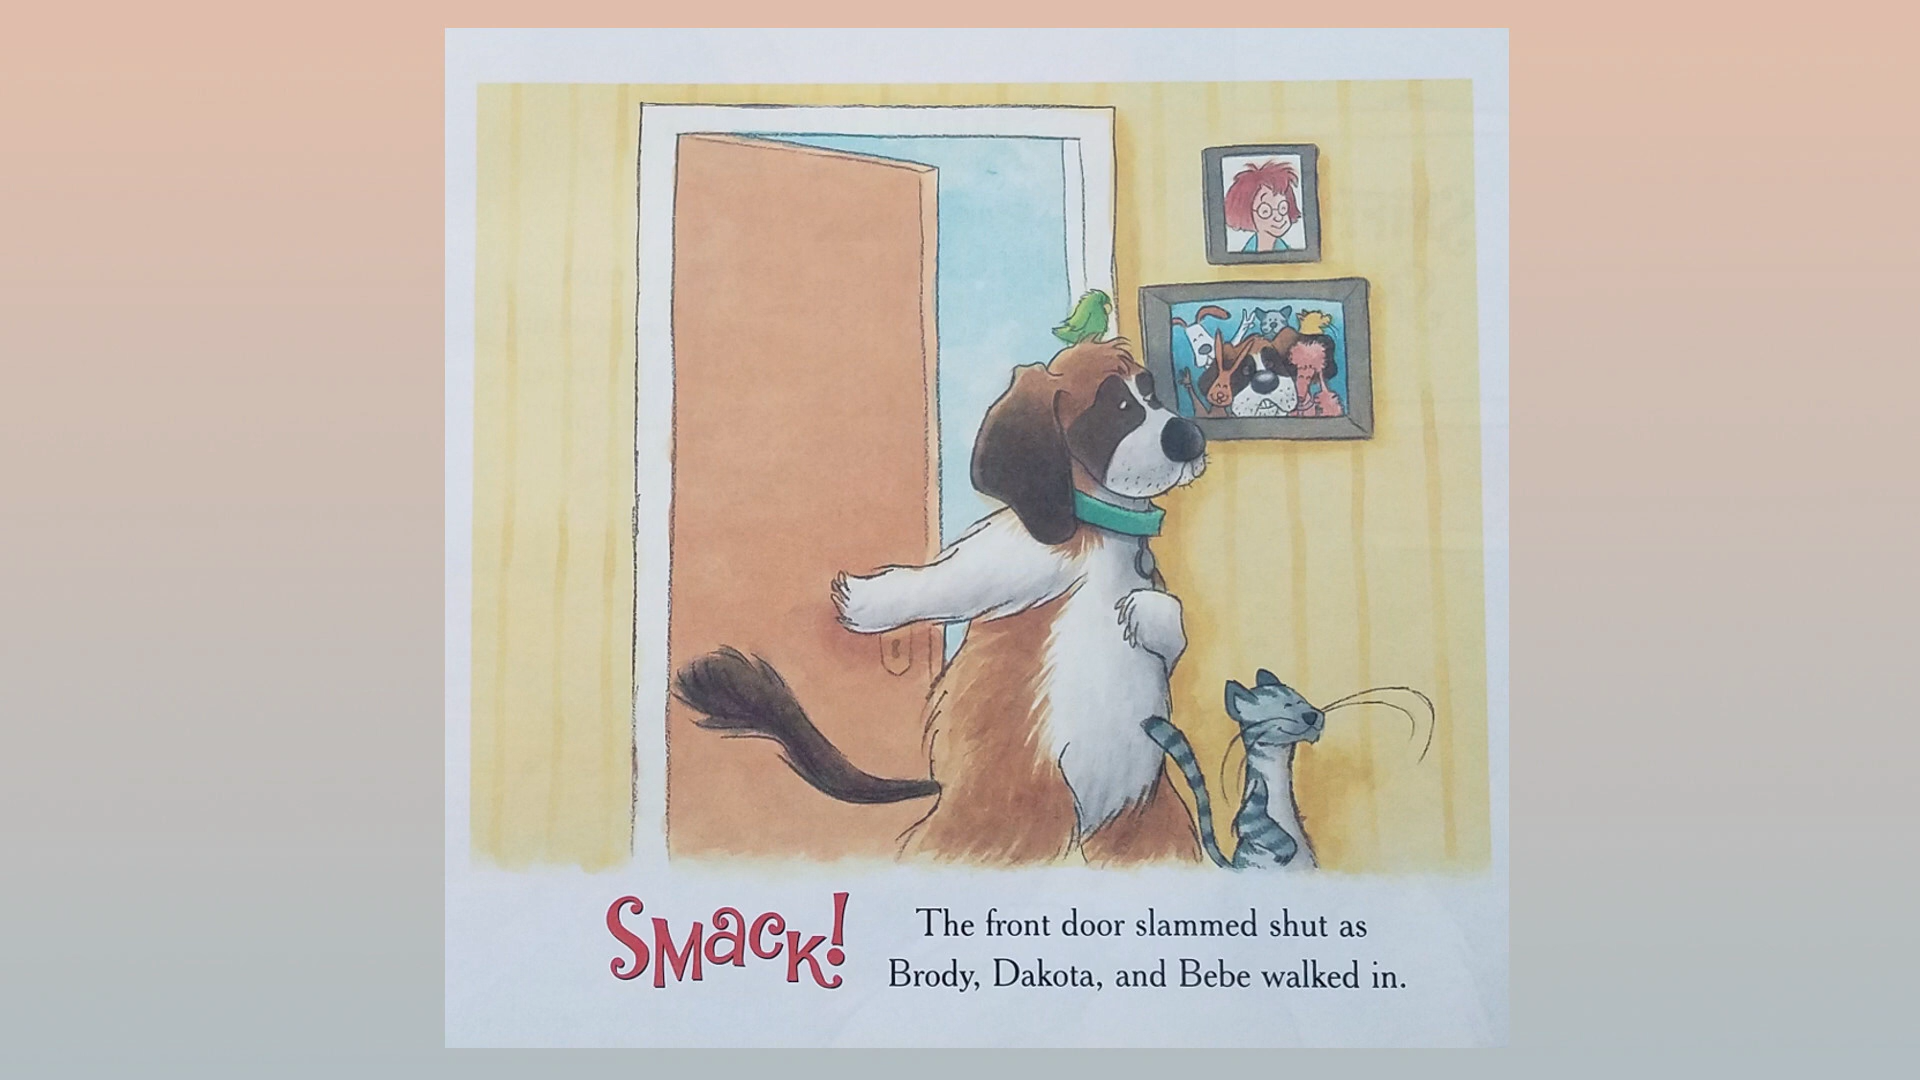 SMacK!
The front door slammed shut as
Brody, Dakota, and Bebe walked in.